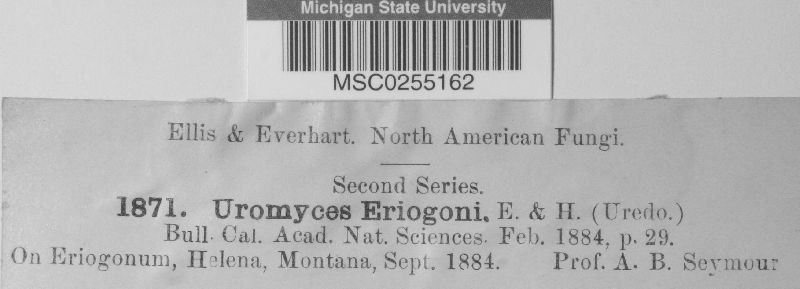 Michigan State University
MSC0255162
Ellis & Everhart. North American Fungi.
Second Series.
1871. Uromyces Eriogoni, E. & H. (Uredo.)
Bull. Cal. Acad. Nat. Sciences. Feb. 1884, p. 29.
On Eriogonum, Helena, Montana, Sept. 1884. Prof. A. B. Seymour